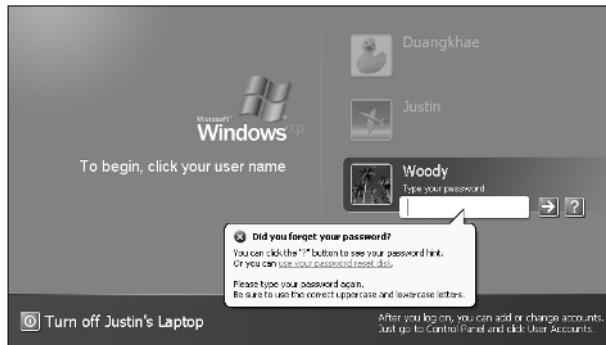 Duangkhae
Justin
Microsoft
Windows xp
To begin, click your user name
Woody
Type your password
?
Did you forget your password?
You can click the "?" button to see your password hint.
Or you can use your password reset disk.
Please type your password again.
Be sure to use the correct uppercase and lowercase letters.
Turn off Justin's Laptop
After you log on, you can add or change accounts.
Just go to Control Panel and click User Accounts.